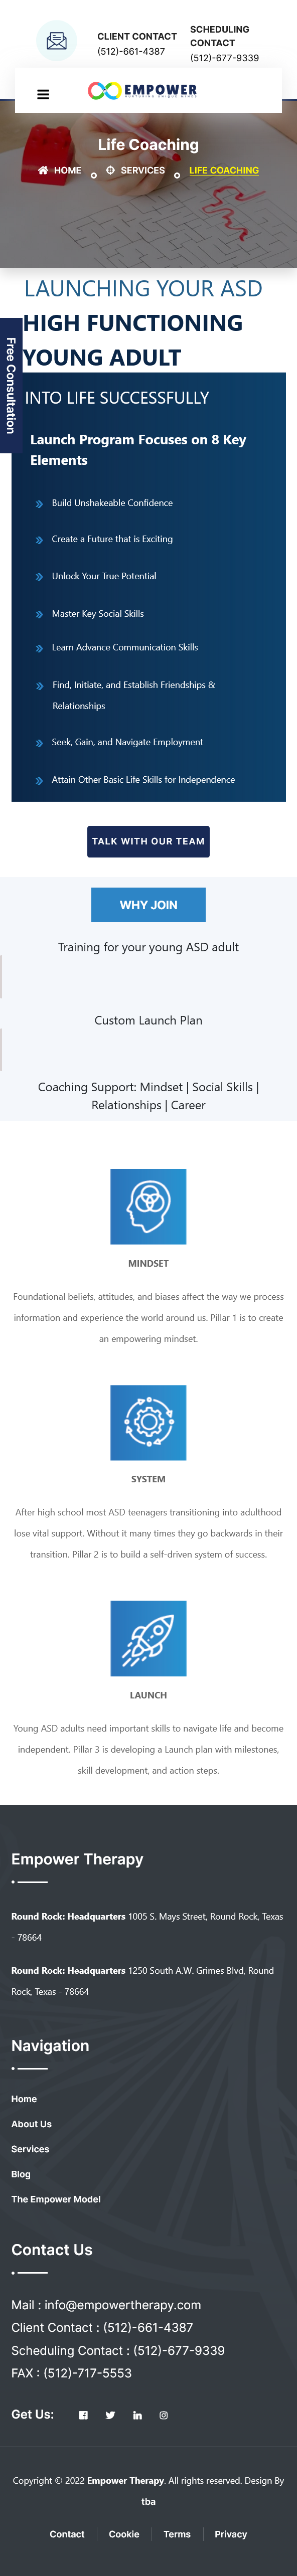 CLIENT CONTACT
(512)-661-4387
SCHEDULING
CONTACT
(512)-677-9339
EMPOWER
Life Coaching
HOME
SERVICES
LIFE COACHING
LAUNCHING YOUR ASD
HIGH FUNCTIONING
YOUNG ADULT
Free Consultation
INTO LIFE SUCCESSFULLY
Launch Program Focuses on 8 Key
Elements
Build Unshakeable Confidence
Create a Future that is Exciting
Unlock Your True Potential
Master Key Social Skills
Learn Advance Communication Skills
Find, Initiate, and Establish Friendships &
Relationships
Seek, Gain, and Navigate Employment
Attain Other Basic Life Skills for Independence
TALK WITH OUR TEAM
WHY JOIN
Training for your young ASD adult
Custom Launch Plan
Coaching Support: Mindset | Social Skills |
Relationships | Career
MINDSET
Foundational beliefs, attitudes, and biases affect the way we process
information and experience the world around us. Pillar 1 is to create
an empowering mindset.
SYSTEM
After high school most ASD teenagers transitioning into adulthood
lose vital support. Without it many times they go backwards in their
transition. Pillar 2 is to build a self-driven system of success.
LAUNCH
Young ASD adults need important skills to navigate life and become
independent. Pillar 3 is developing a Launch plan with milestones,
skill development, and action steps.
Empower Therapy
Round Rock: Headquarters 1005 S. Mays Street, Round Rock, Texas
- 78664
Round Rock: Headquarters 1250 South A.W. Grimes Blvd, Round
Rock, Texas - 78664
Navigation
Home
About Us
Services
Blog
The Empower Model
Contact Us
Mail : info@empowertherapy.com
Client Contact : (512)-661-4387
Scheduling Contact : (512)-677-9339
FAX : (512)-717-5553
Get Us:
Copyright © 2022 Empower Therapy. All rights reserved. Design By
tba
Contact
Cookie
Terms
Privacy